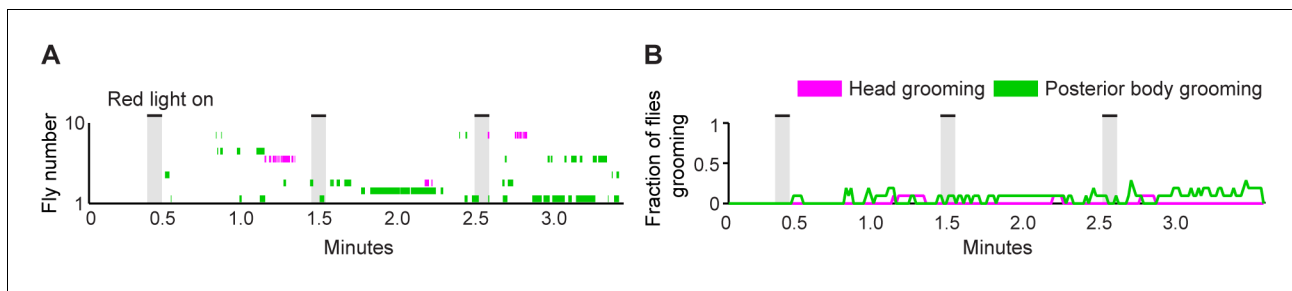 A
Red light on
10
Fly number
1
0 0.5 1.0 1.5 2.0 2.5 3.0
Minutes
B
Head grooming Posterior body grooming
Fraction of flies
grooming
1
0.5
0
0 0.5 1.0 1.5 2.0 2.5 3.0
Minutes